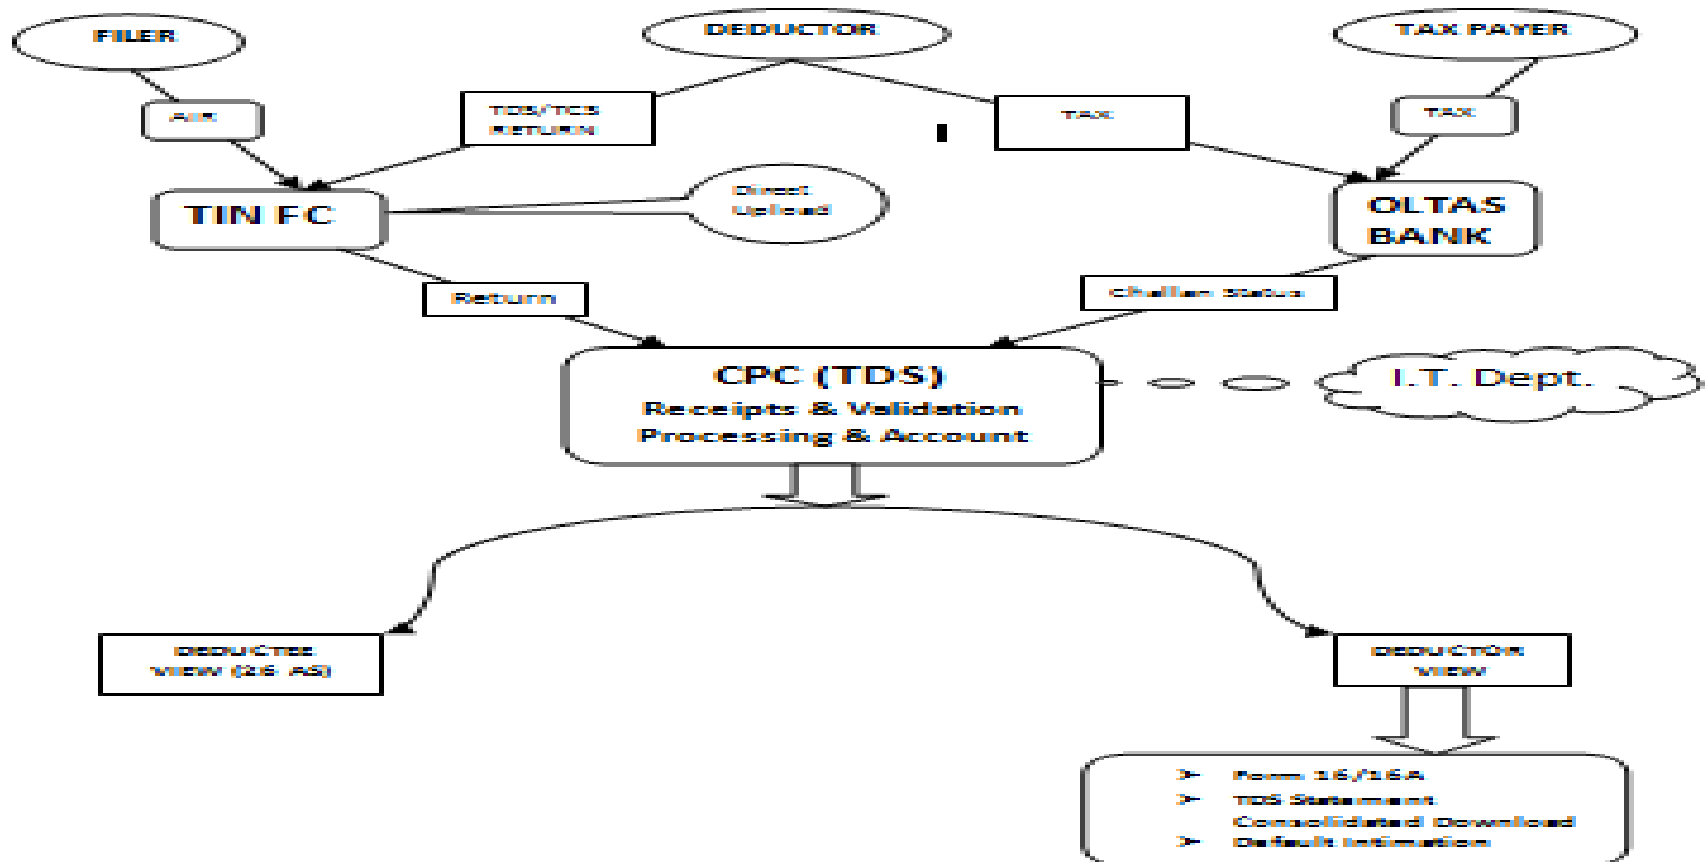 FILER
DEDUCTOR
TAX PAYER
AIR
TDS/TCS
RETURN
TAX
TAX
TIN FC
Direct
Upload
OLTAS
BANK
Return
Challan Status
CPC (TDS)
Receipts & Validation
Processing & Account
I.T. Dept.
DEDUCTEE
VIEW (26 AS)
DEDUCTOR
VIEW
➢ Form 16/16A
➢ TDS Statement
Consolidated Download
➢ Default Intimation